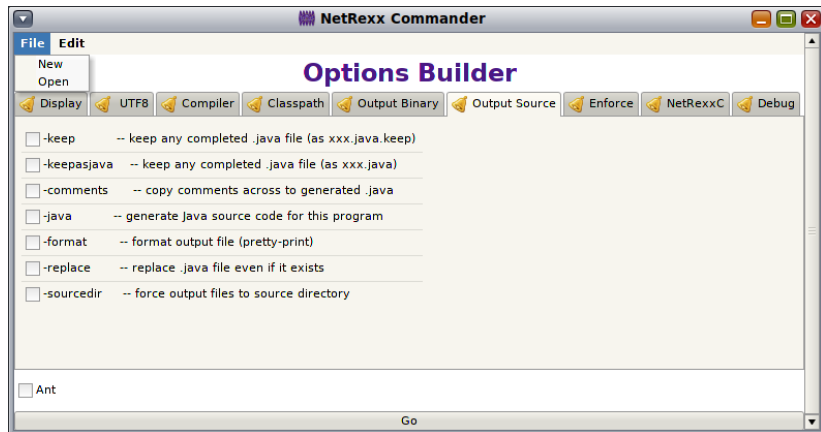 NetRexx Commander
File Edit
New
Open
Options Builder
Display UTF8 Compiler Classpath Output Binary Output Source Enforce NetRexxC Debug
-keep -- keep any completed .java file (as xxx.java.keep)
-keepasjava -- keep any completed .java file (as xxx.java)
-comments -- copy comments across to generated .java
-java -- generate Java source code for this program
-format -- format output file (pretty-print)
-replace -- replace .java file even if it exists
-sourcedir -- force output files to source directory
Ant
Go